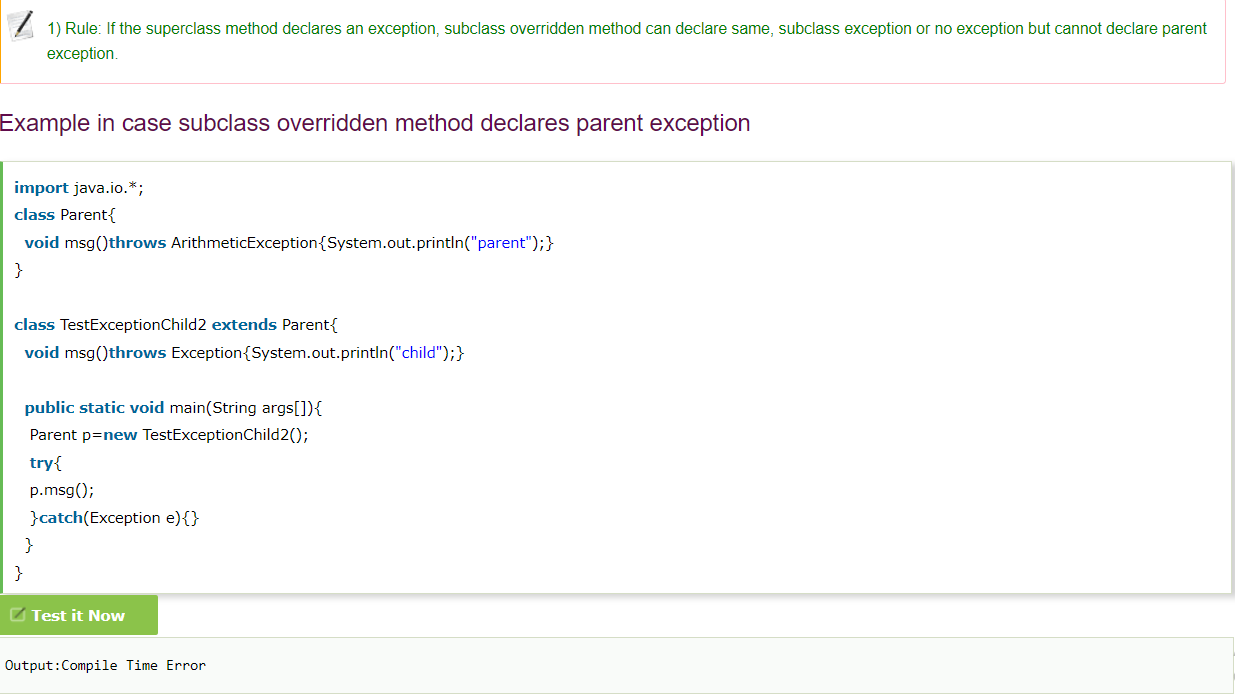 1) Rule: If the superclass method declares an exception, subclass overridden method can declare same, subclass exception or no exception but cannot declare parent
exception.
Example in case subclass overridden method declares parent exception
import java.io.*;
class Parent{
void msg()throws ArithmeticException{System.out.println("parent");}
}
class TestExceptionChild2 extends Parent{
void msg()throws Exception{System.out.println("child");}
public static void main(String args[]){
Parent p=new TestExceptionChild2();
try{
p.msg();
}catch(Exception e){}
}
}
Test it Now
Output:Compile Time Error